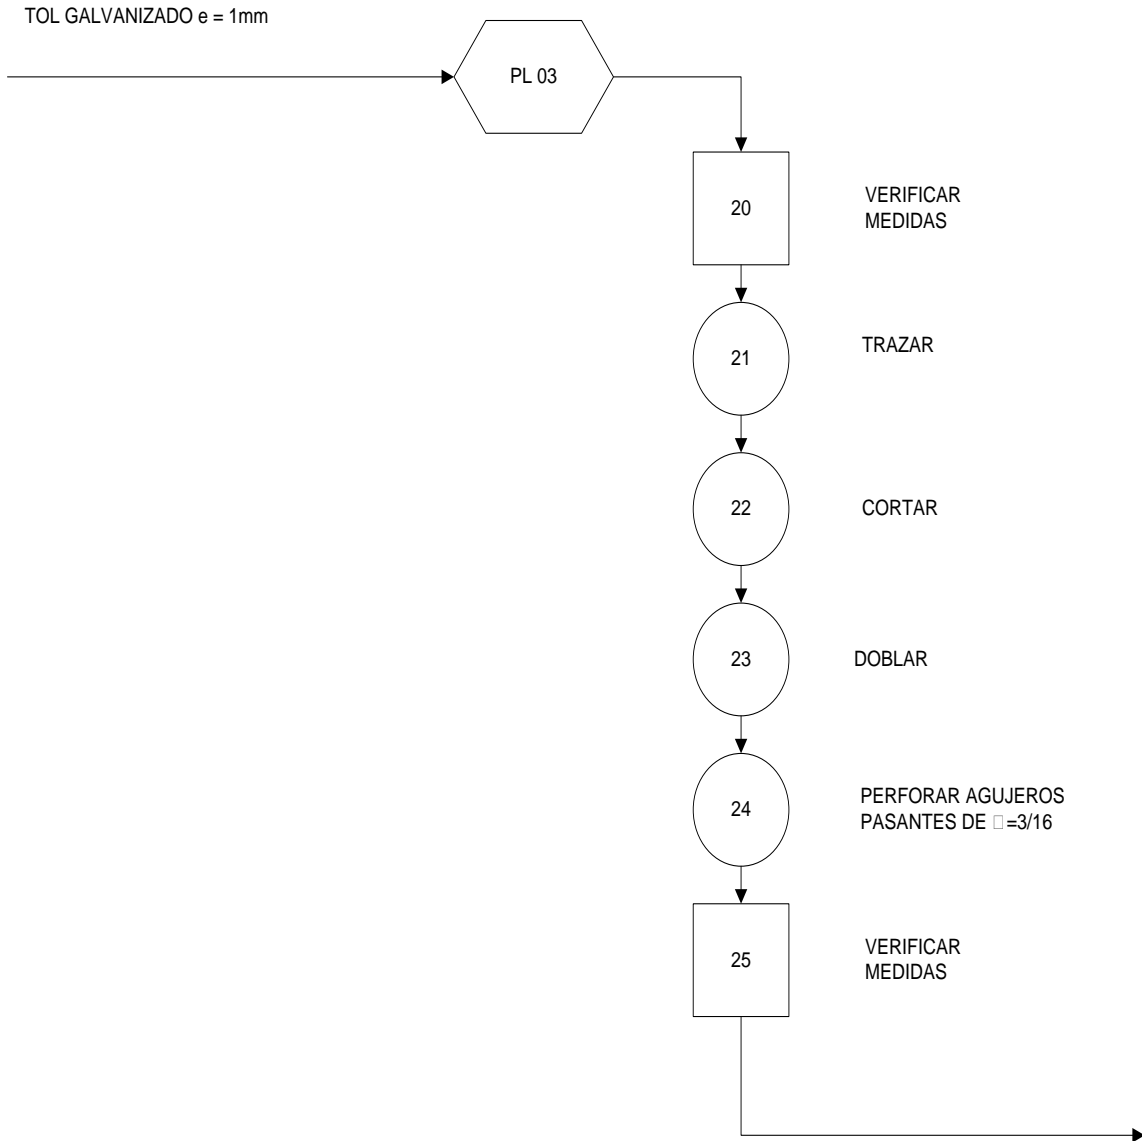 TOL GALVANIZADO e = 1mm
PL 03
20
VERIFICAR
MEDIDAS
21
TRAZAR
22
CORTAR
23
DOBLAR
24
PERFORAR AGUJEROS
PASANTES DE □=3/16
25
VERIFICAR
MEDIDAS